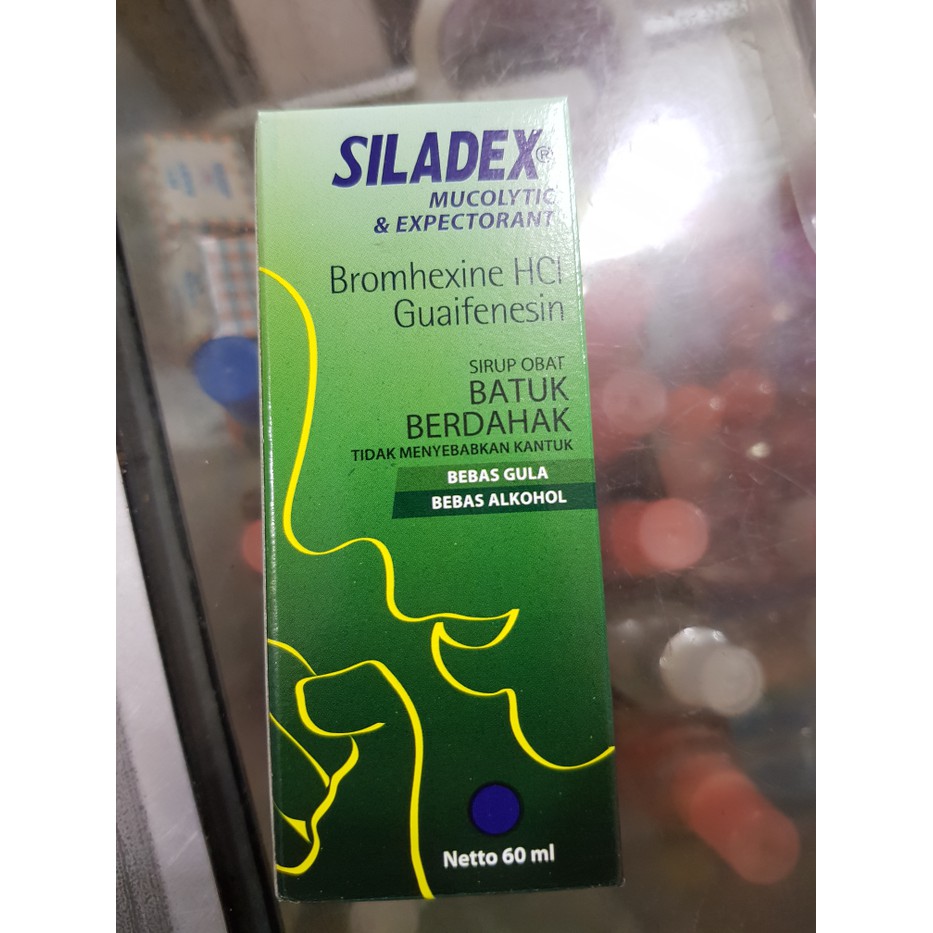 SILADEX®
MUCOLYTIC
& EXPECTORANT
Bromhexine HCl
Guaifenesin
SIRUP OBAT
BATUK
BERDAHAK
TIDAK MENYEBABKAN KANTUK
BEBAS GULA
BEBAS ALKOHOL
Netto 60 ml